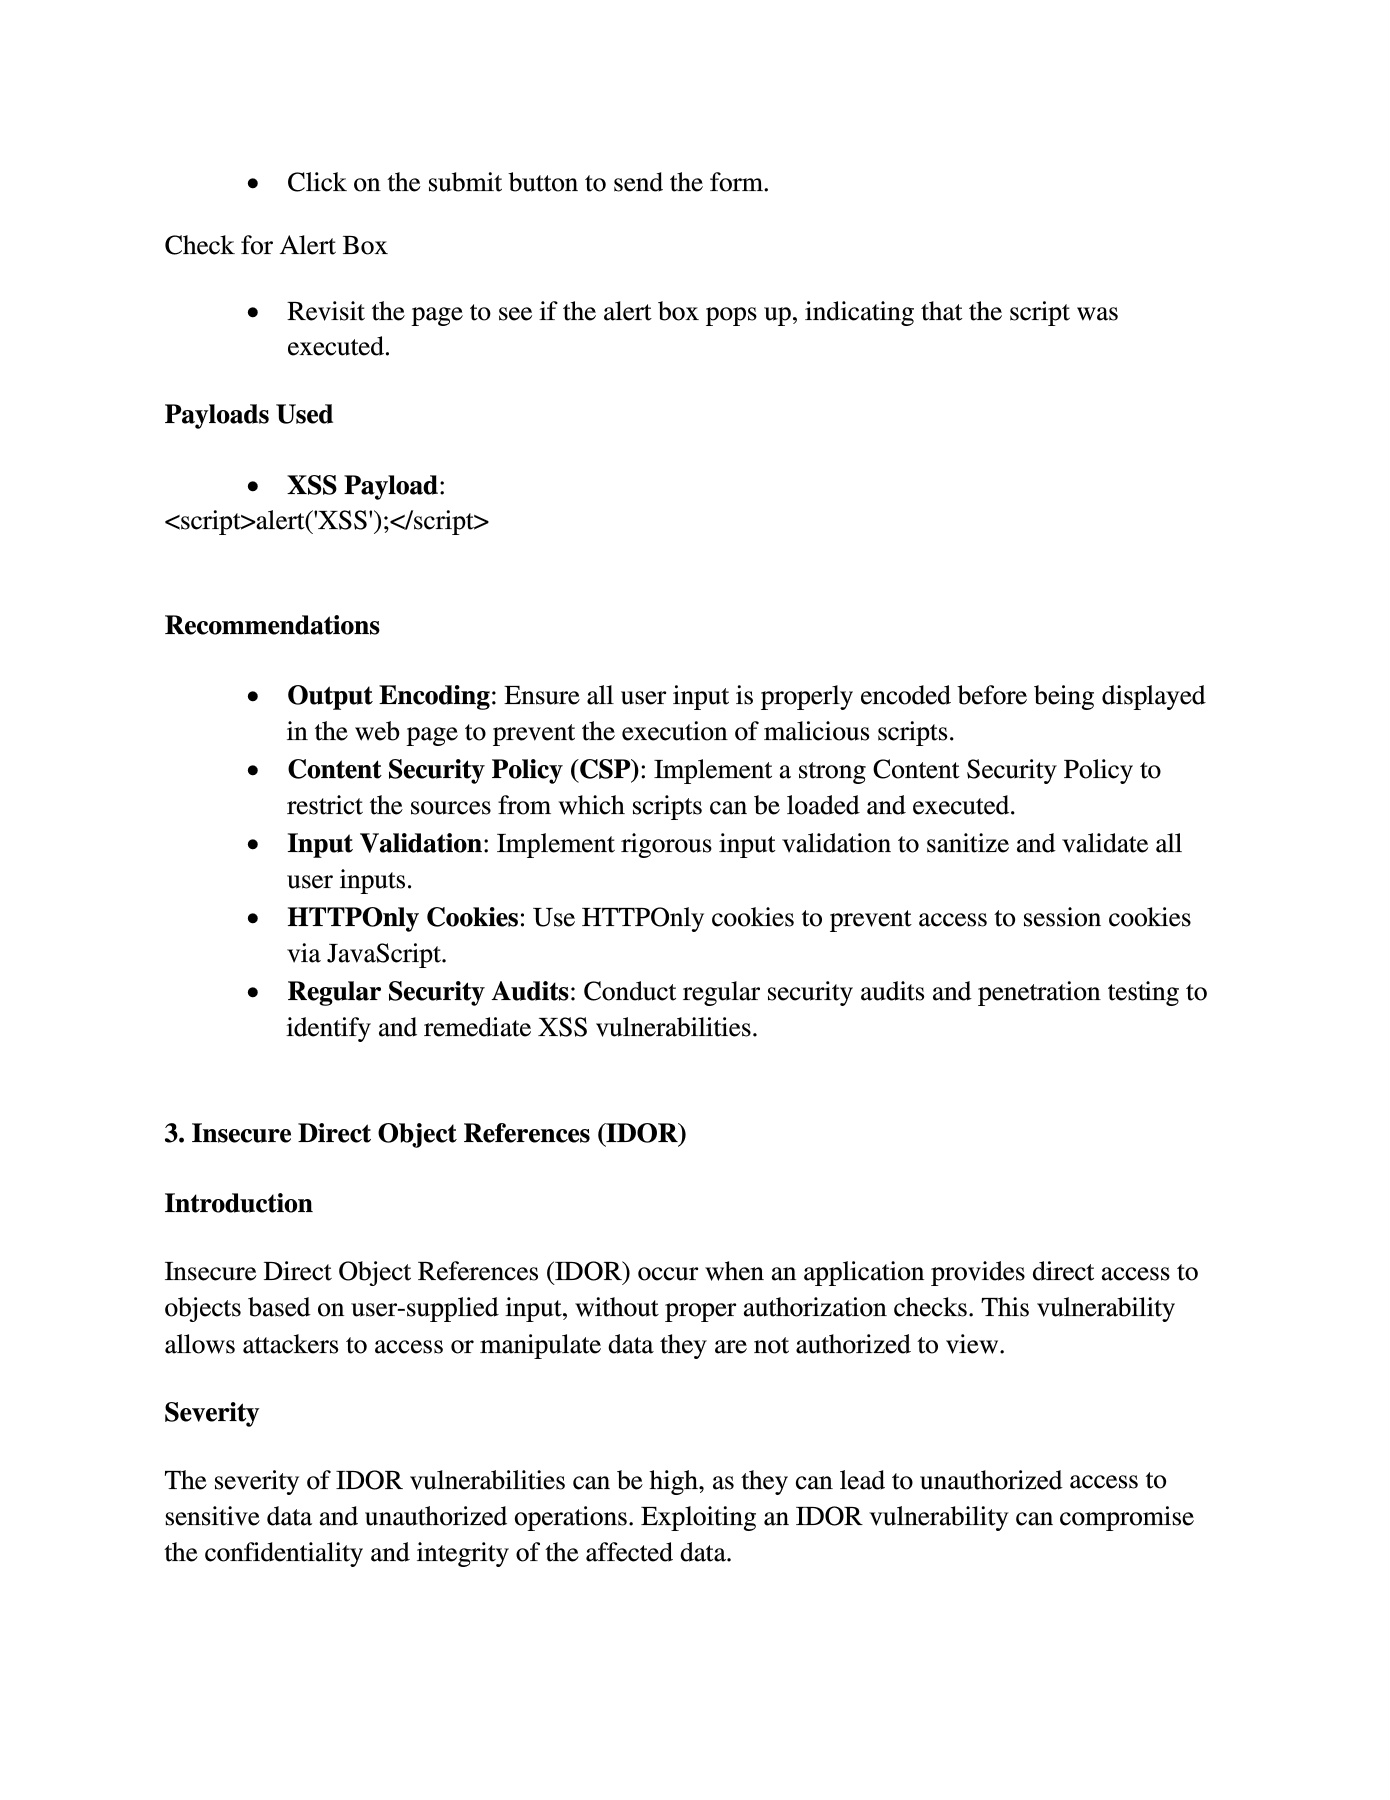 • Click on the submit button to send the form.
Check for Alert Box
• Revisit the page to see if the alert box pops up, indicating that the script was
executed.
Payloads Used
• XSS Payload:
<script>alert('XSS');</script>
Recommendations
• Output Encoding: Ensure all user input is properly encoded before being displayed
in the web page to prevent the execution of malicious scripts.
• Content Security Policy (CSP): Implement a strong Content Security Policy to
restrict the sources from which scripts can be loaded and executed.
• Input Validation: Implement rigorous input validation to sanitize and validate all
user inputs.
• HTTPOnly Cookies: Use HTTPOnly cookies to prevent access to session cookies
via JavaScript.
• Regular Security Audits: Conduct regular security audits and penetration testing to
identify and remediate XSS vulnerabilities.
3. Insecure Direct Object References (IDOR)
Introduction
Insecure Direct Object References (IDOR) occur when an application provides direct access to
objects based on user-supplied input, without proper authorization checks. This vulnerability
allows attackers to access or manipulate data they are not authorized to view.
Severity
The severity of IDOR vulnerabilities can be high, as they can lead to unauthorized access to
sensitive data and unauthorized operations. Exploiting an IDOR vulnerability can compromise
the confidentiality and integrity of the affected data.